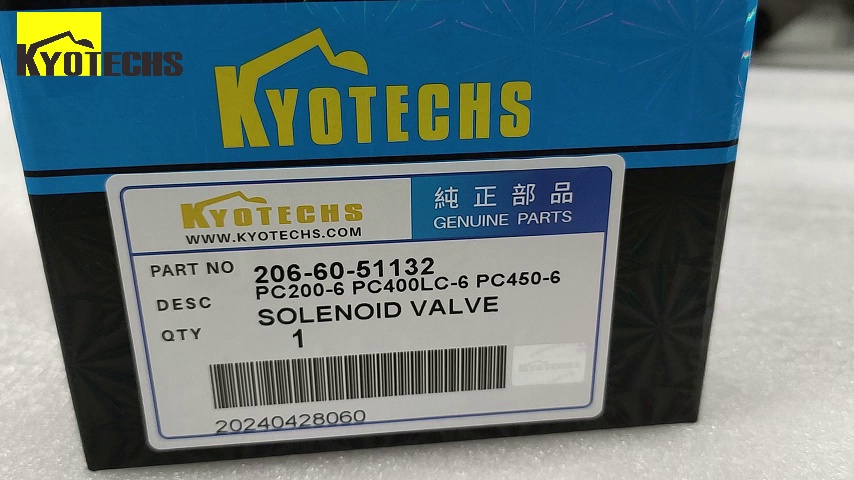 KYOTECHS
KYOTECHS
KYOTECHS
WWW.KYOTECHS.COM
純正部品
GENUINE PARTS
PART NO 206-60-51132
PC200-6 PC400LC-6 PC450-6
DESC SOLENOID VALVE
QTY 1
20240428060